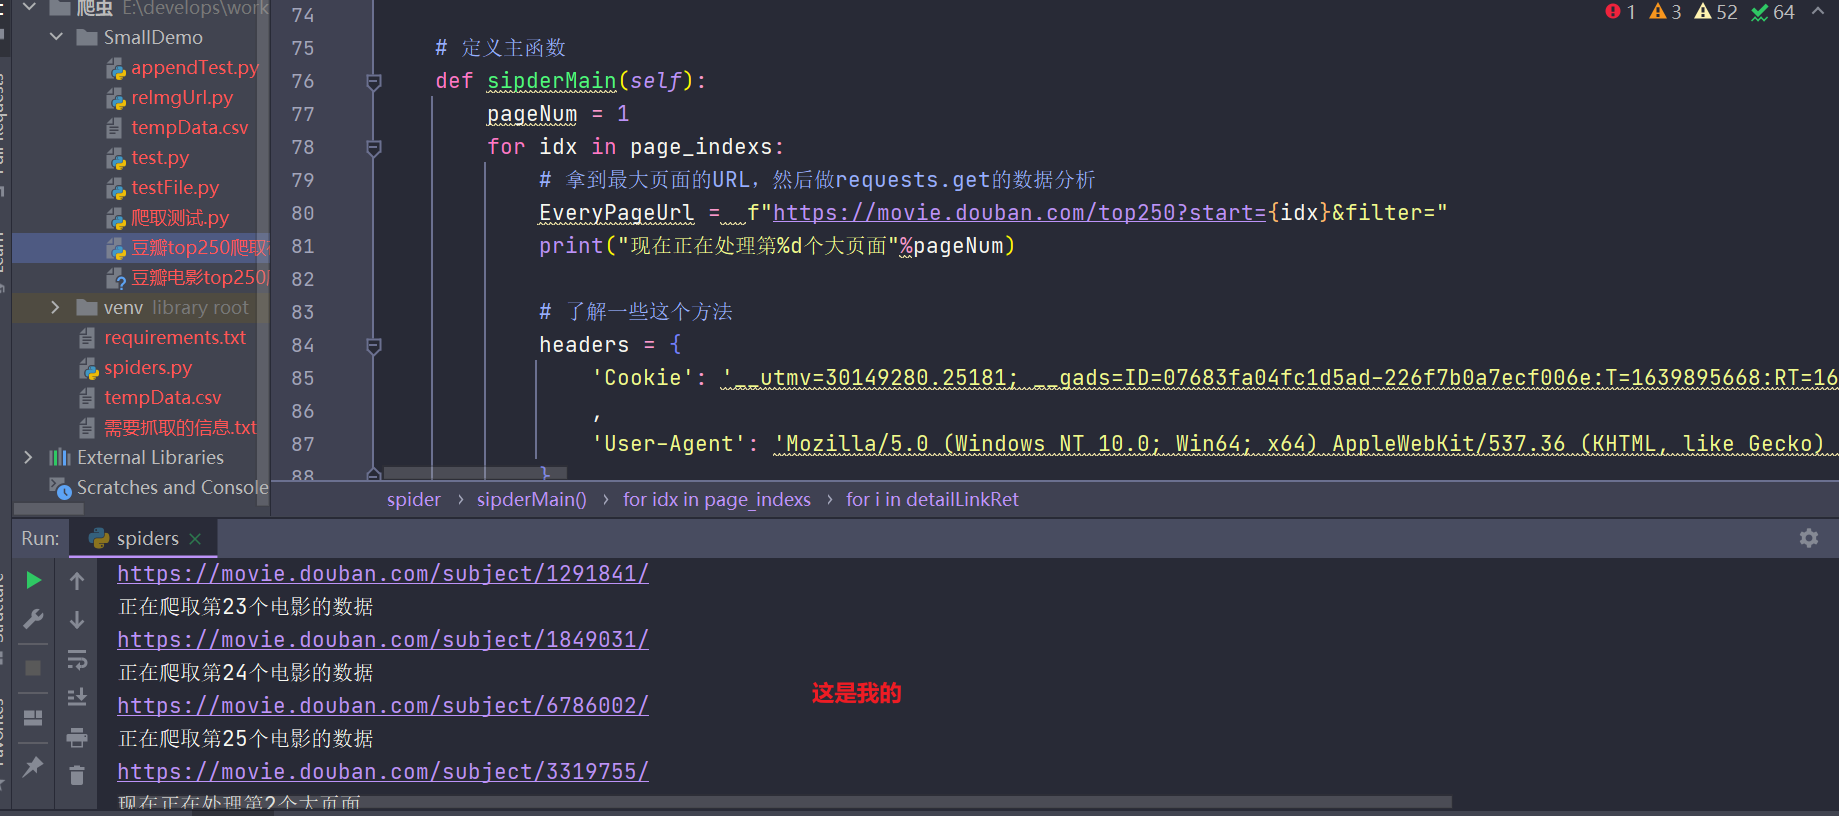 爬虫 E:\develops\work
SmallDemo
appendTest.py
reImgUrl.py
tempData.csv
test.py
testFile.py
爬取测试.py
豆瓣top250爬取
豆瓣电影top250
venv library root
requirements.txt
spiders.py
tempData.csv
需要抓取的信息.txt
External Libraries
Scratches and Console
1 3 52 64
74
75 # 定义主函数
76 def sipderMain(self):
77 pageNum = 1
78 for idx in page_indexs:
79 # 拿到最大页面的URL，然后做requests.get的数据分析
80 EveryPageUrl = f"https://movie.douban.com/top250?start={idx}&filter="
81 print("现在正在处理第%d个大页面"%pageNum)
82
83 # 了解一些这个方法
84 headers = {
85 'Cookie': '__utmv=30149280.25181; __gads=ID=07683fa04fc1d5ad-226f7b0a7ecf006e:T=1639895668:RT=16
86 ,
87 'User-Agent': 'Mozilla/5.0 (Windows NT 10.0; Win64; x64) AppleWebKit/537.36 (KHTML, like Gecko)
88 }
spider › sipderMain() › for idx in page_indexs › for i in detailLinkRet
Run: spiders
https://movie.douban.com/subject/1291841/
正在爬取第23个电影的数据
https://movie.douban.com/subject/1849031/
正在爬取第24个电影的数据
https://movie.douban.com/subject/6786002/
正在爬取第25个电影的数据
https://movie.douban.com/subject/3319755/
现在正在处理第2个大页面
这是我的